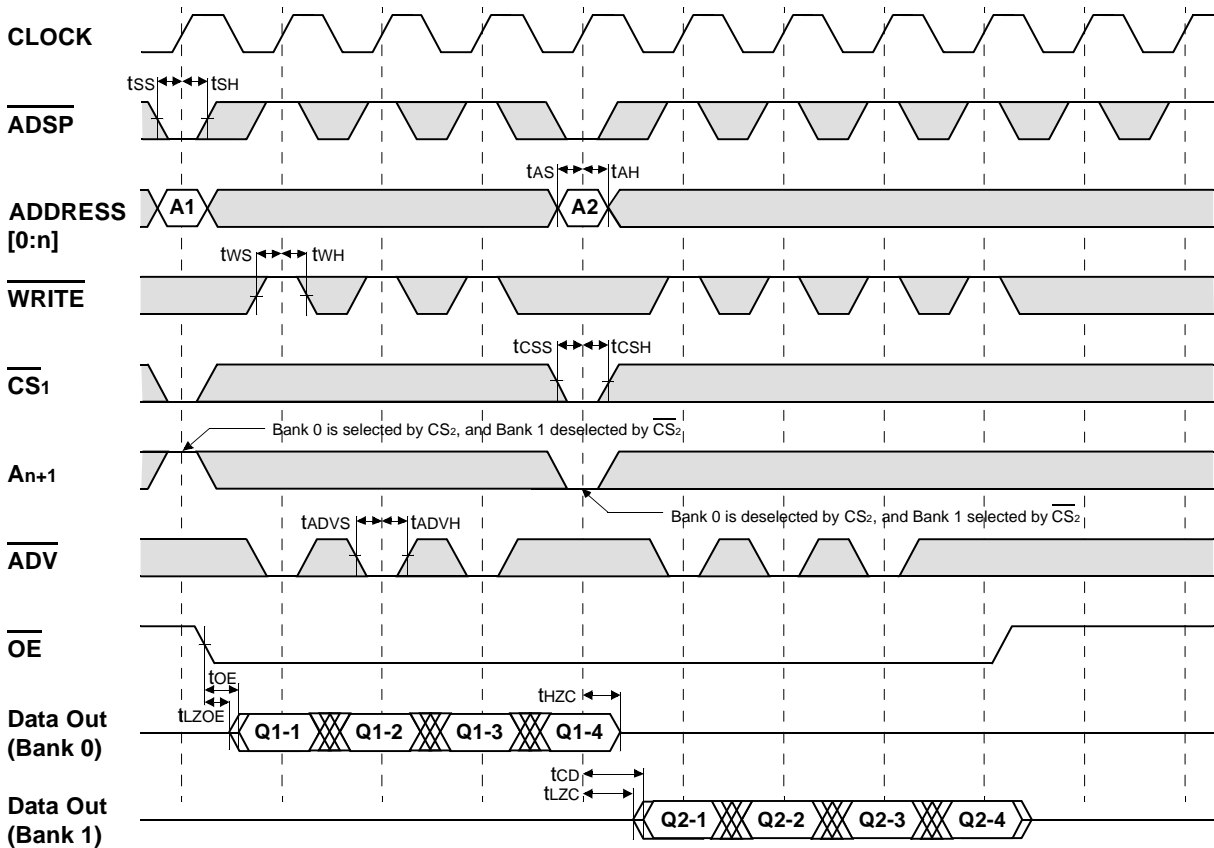 CLOCK
tSS tSH
ADSP
tAS tAH
ADDRESS
[0:n]
A1 A2
tWS tWH
WRITE
tCSS tCSH
CS1
Bank 0 is selected by CS2, and Bank 1 deselected by CS2
An+1
Bank 0 is deselected by CS2, and Bank 1 selected by CS2
tADVS tADVH
ADV
OE
tOE
tLZOE
tHZC
Data Out
(Bank 0)
Q1-1 Q1-2 Q1-3 Q1-4
tCD
tLZC
Data Out
(Bank 1)
Q2-1 Q2-2 Q2-3 Q2-4